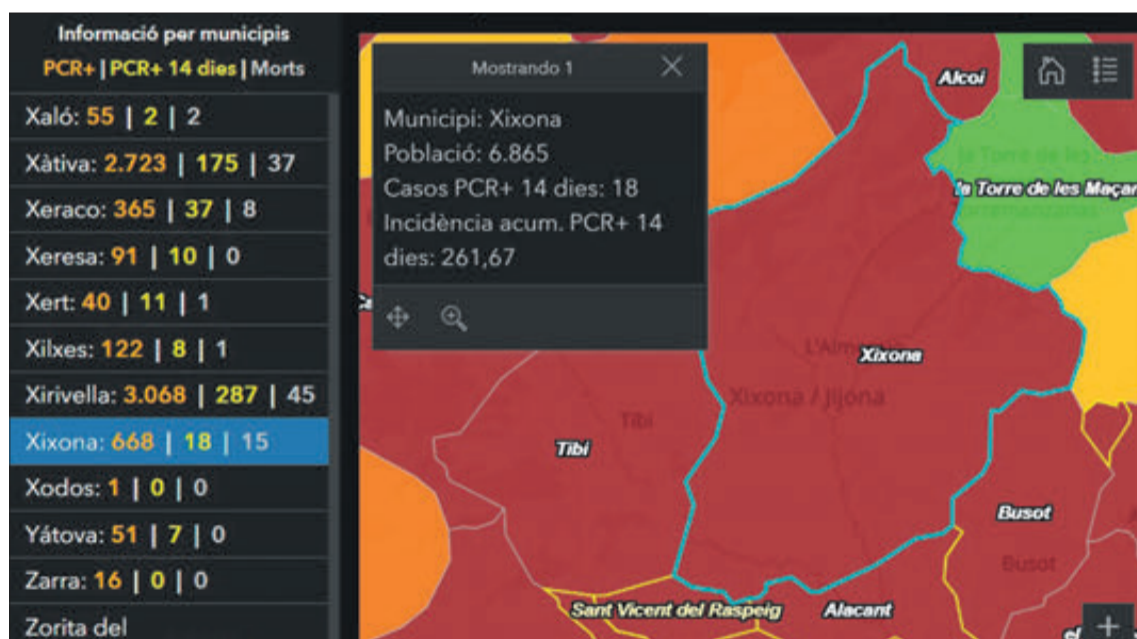 Informació per municipis
PCR+ | PCR+ 14 dies | Morts
Xaló: 55 | 2 | 2
Xàtiva: 2.723 | 175 | 37
Xeraco: 365 | 37 | 8
Xeresa: 91 | 10 | 0
Xert: 40 | 11 | 1
Xilxes: 122 | 8 | 1
Xirivella: 3.068 | 287 | 45
Xixona: 668 | 18 | 15
Xodos: 1 | 0 | 0
Yátova: 51 | 7 | 0
Zarra: 16 | 0 | 0
Zorita del
Mostrando 1
Municipi: Xixona
Població: 6.865
Casos PCR+ 14 dies: 18
Incidència acum. PCR+ 14
dies: 261,67
Alcoi
la Torre de les Maçan
Xixona
Xixona / Jijona
Tibi
Tibi
Busot
Busot
Sant Vicent del Raspeig
Alacant